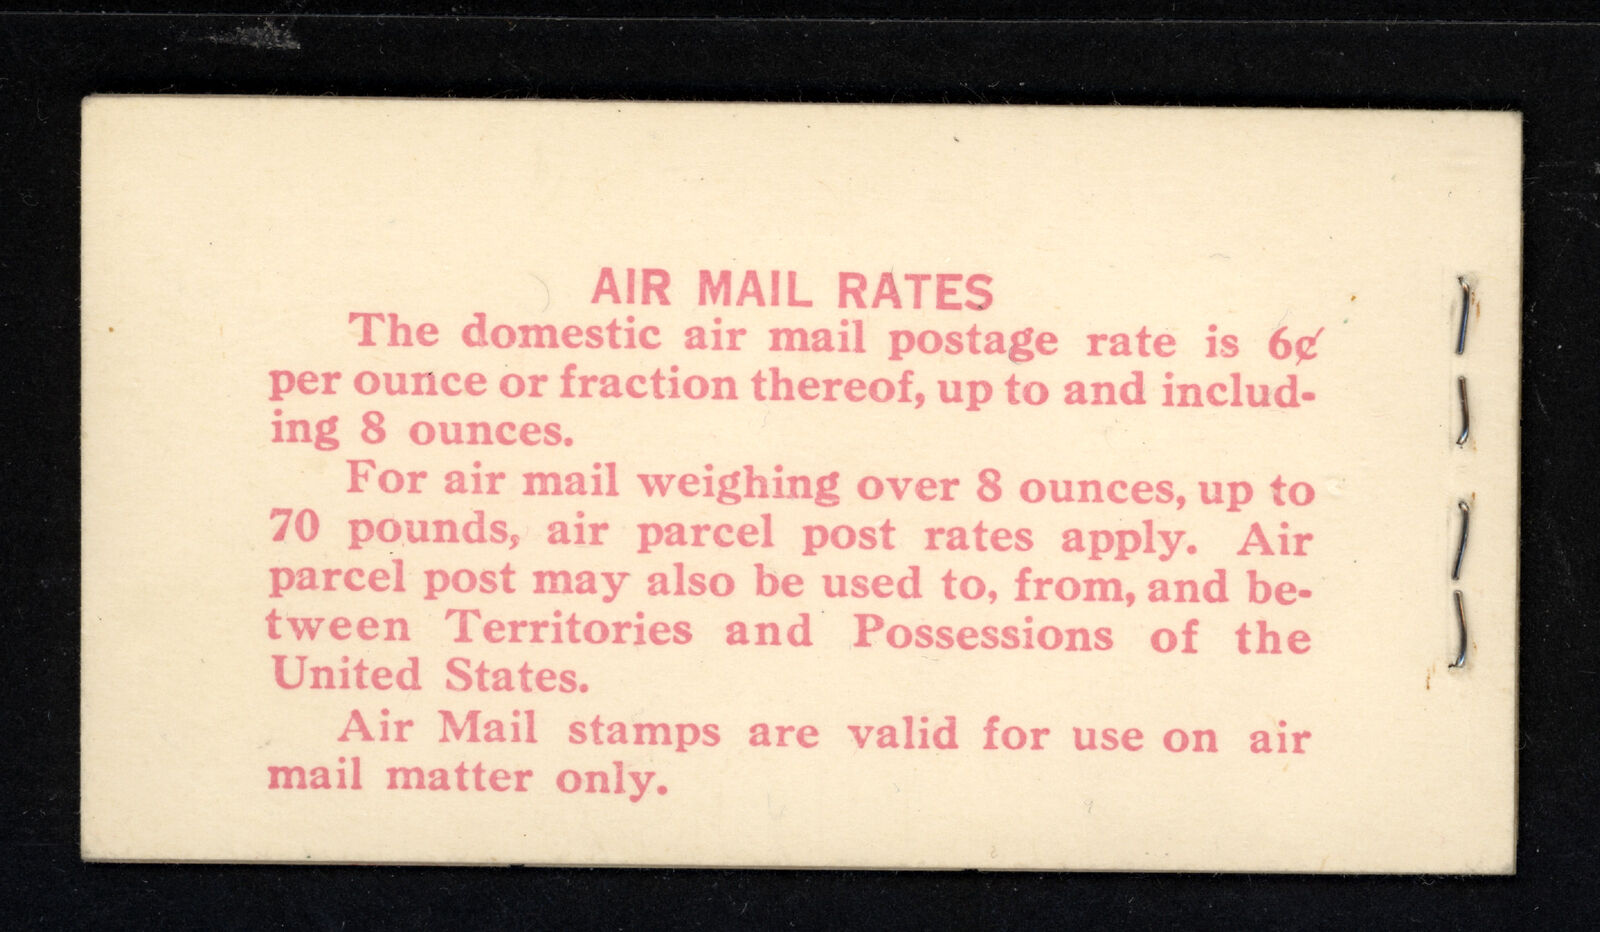 AIR MAIL RATES
The domestic air mail postage rate is 6¢
per ounce or fraction thereof, up to and includ-
ing 8 ounces.
For air mail weighing over 8 ounces, up to
70 pounds, air parcel post rates apply. Air
parcel post may also be used to, from, and be-
tween Territories and Possessions of the
United States.
Air Mail stamps are valid for use on air
mail matter only.